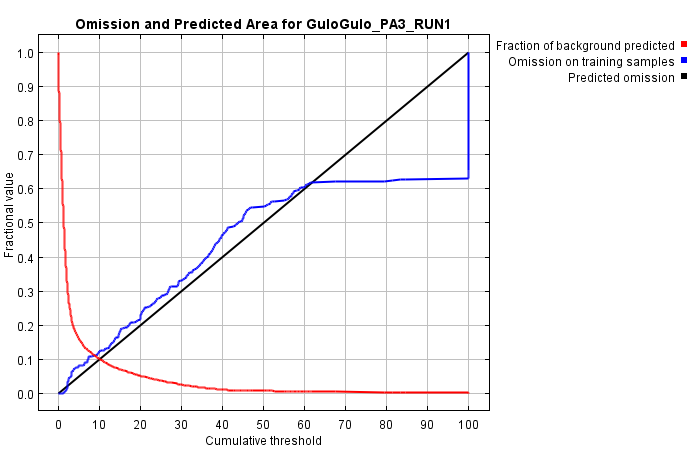 Omission and Predicted Area for GuloGulo_PA3_RUN1
Fraction of background predicted
Omission on training samples
Predicted omission
Fractional value
1.0
0.9
0.8
0.7
0.6
0.5
0.4
0.3
0.2
0.1
0.0
0 10 20 30 40 50 60 70 80 90 100
Cumulative threshold